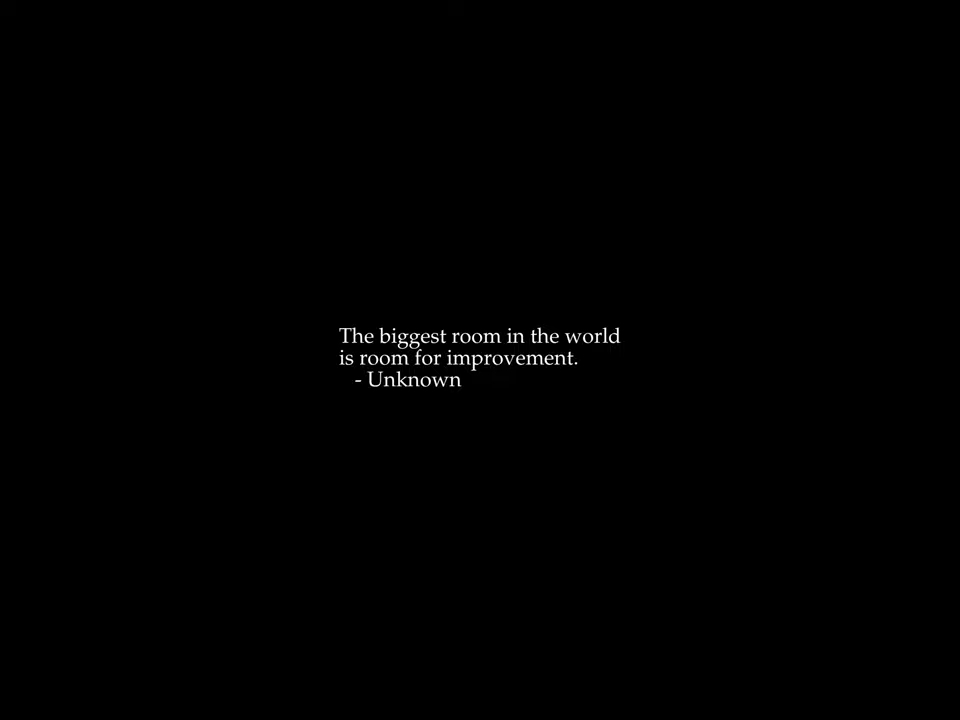 The biggest room in the world
is room for improvement.
- Unknown